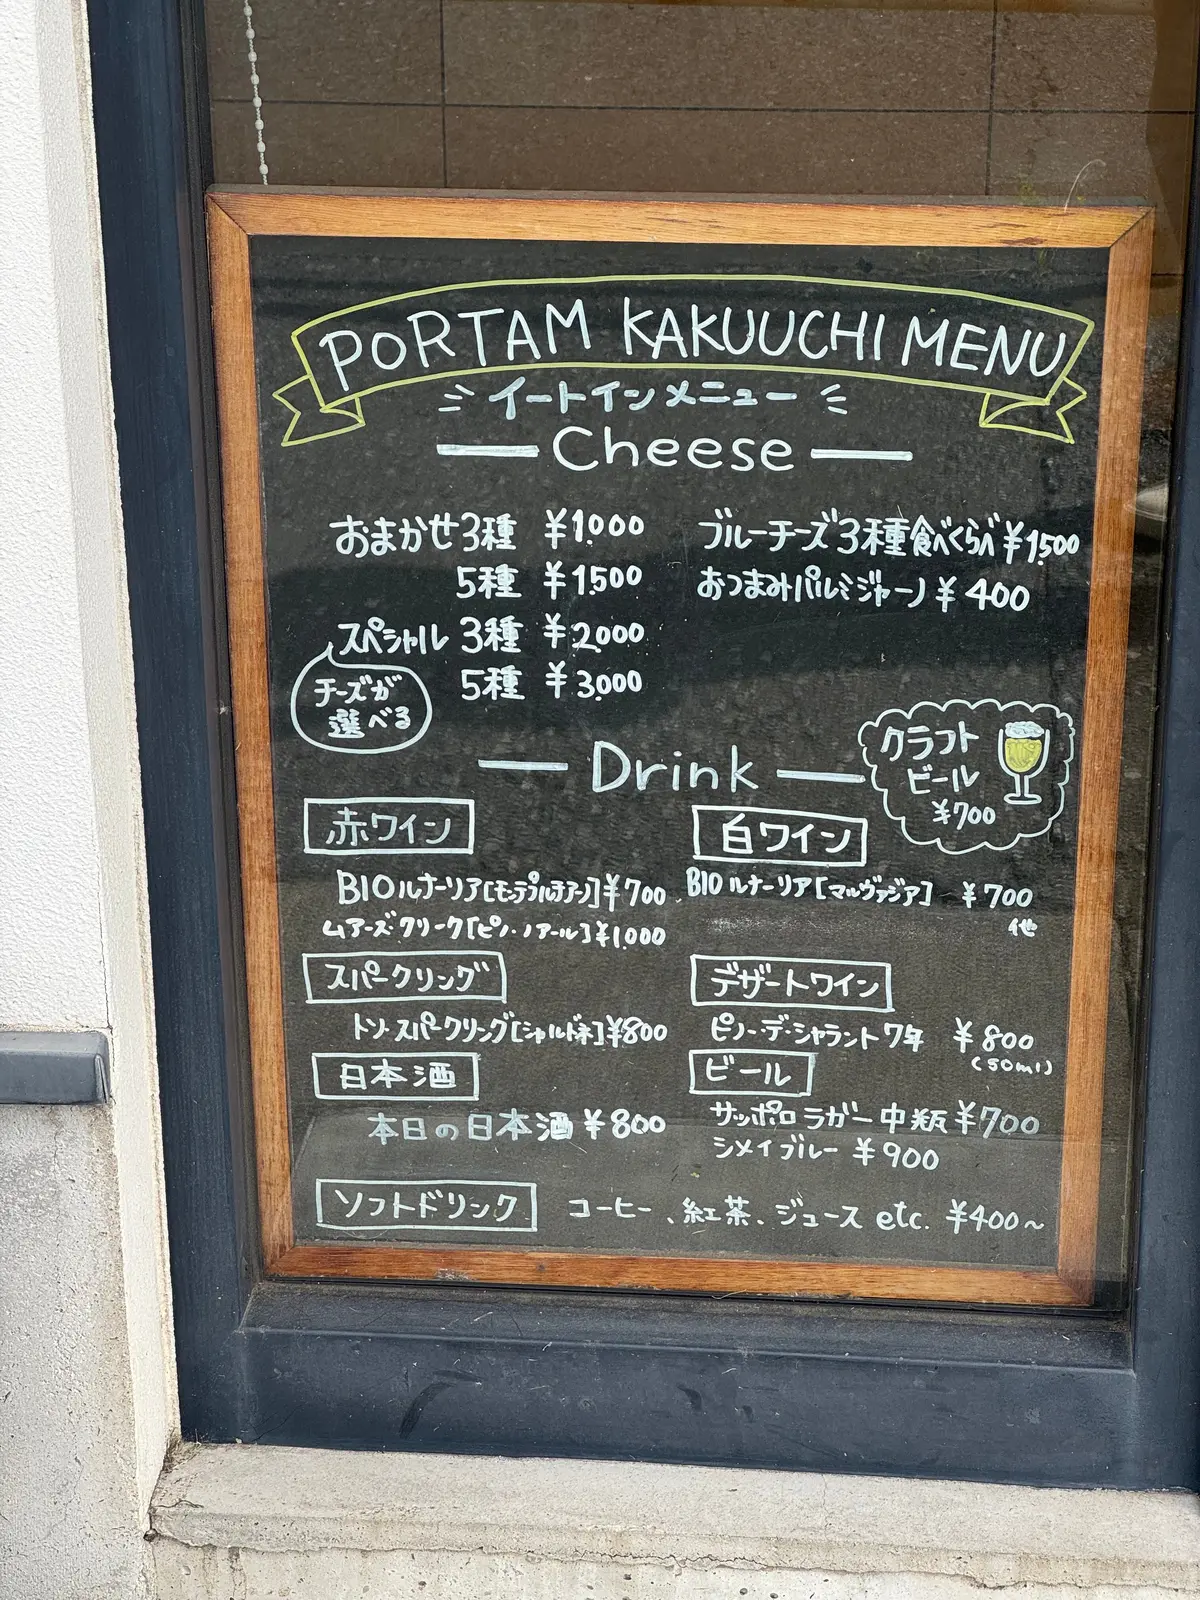 PORTAM KAKUUCHI MENU
イートインメニュー
Cheese
おまかせ3種 ¥1.000
5種 ¥1.500
スペシャル 3種 ¥2.000
5種 ¥3.000
チーズが
選べる
ブルーチーズ3種食べくらべ ¥1.500
おつまみパルミジャーノ ¥400
Drink
クラフト
ビール
¥700
赤ワイン
BIO ルナーリア[モンテプルチアーノ] ¥700
ムアーズ・クリーク[ピノ・ノアール] ¥1.000
白ワイン
BIO ルナーリア[マルヴァジア] ¥700
他
スパークリング
トソ・スパークリング[シャルドネ] ¥800
デザートワイン
ピノー・デ・シャラント 7年 ¥800
(50ml)
日本酒
本日の日本酒 ¥800
ビール
サッポロ ラガー 中瓶 ¥700
シメイブルー ¥900
ソフトドリンク
コーヒー、紅茶、ジュース etc. ¥400~